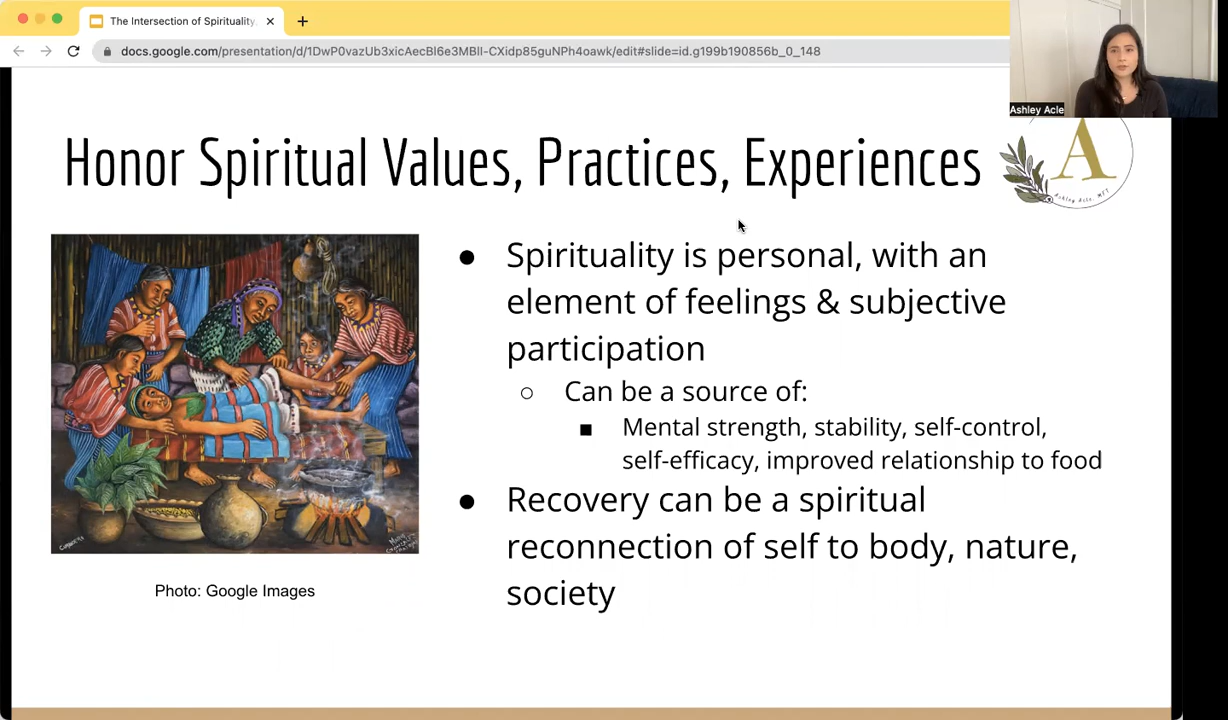 The Intersection of Spirituality
docs.google.com/presentation/d/1DwP0vazUb3xicAecBl6e3MBlI-CXidp85guNPh4oawk/edit#slide=id.g199b190856b_0_148
Ashley Acle
Honor Spiritual Values, Practices, Experiences
A
Ashley Acle, MFT
● Spirituality is personal, with an
element of feelings & subjective
participation
○ Can be a source of:
■ Mental strength, stability, self-control,
self-efficacy, improved relationship to food
● Recovery can be a spiritual
reconnection of self to body, nature,
society
Photo: Google Images